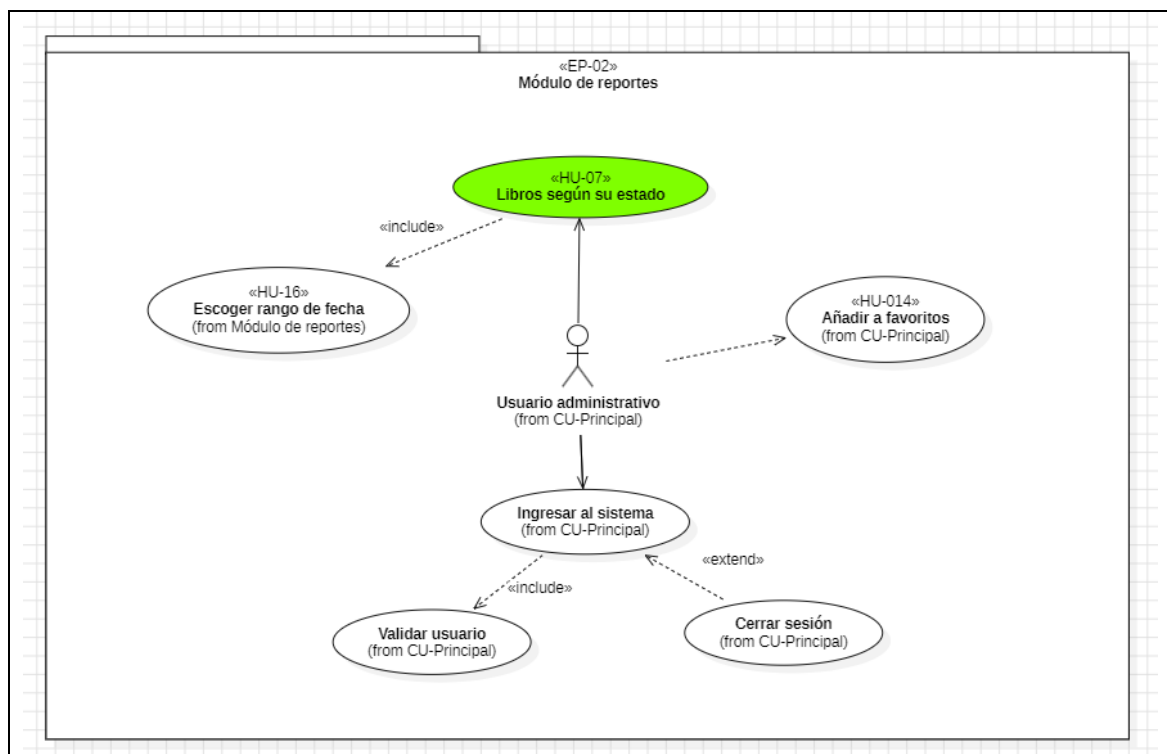 «EP-02»
Módulo de reportes
«HU-07»
Libros según su estado
«include»
«HU-16»
Escoger rango de fecha
(from Módulo de reportes)
«HU-014»
Añadir a favoritos
(from CU-Principal)
Usuario administrativo
(from CU-Principal)
Ingresar al sistema
(from CU-Principal)
«include»
«extend»
Validar usuario
(from CU-Principal)
Cerrar sesión
(from CU-Principal)